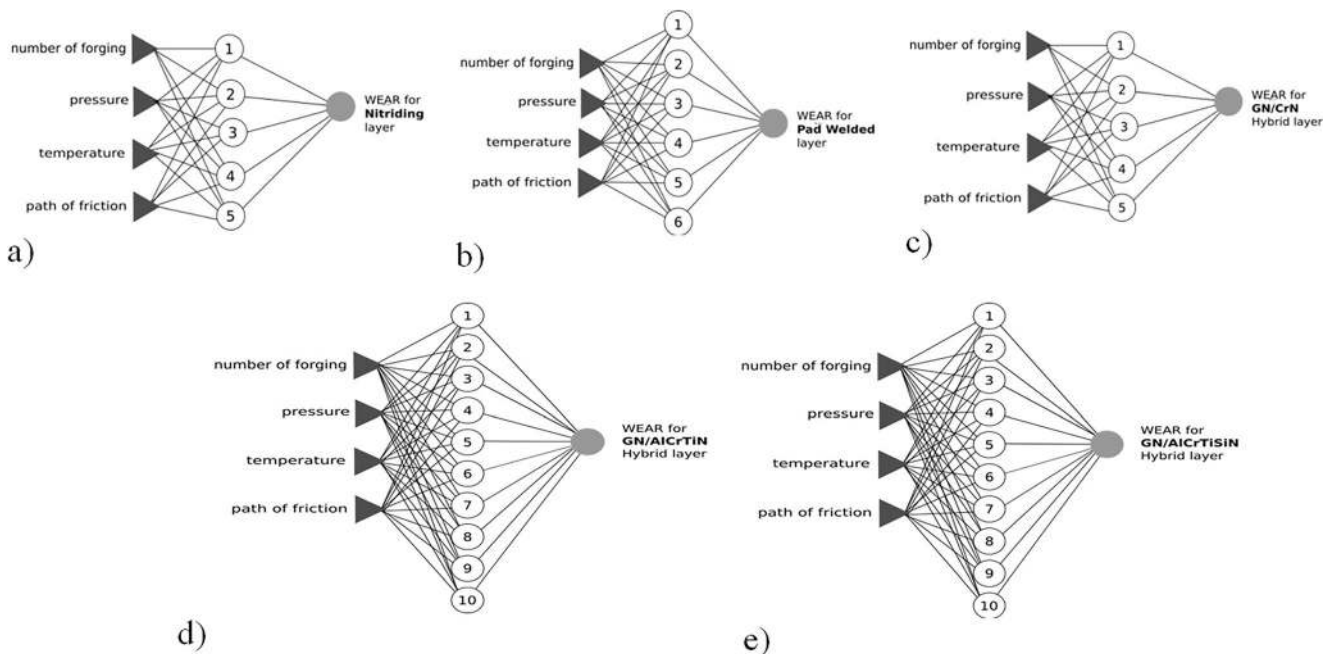 number of forging
pressure
temperature
path of friction
1
2
3
4
5
WEAR for
Nitriding
layer
a)
number of forging
pressure
temperature
path of friction
1
2
3
4
5
6
WEAR for
Pad Welded
layer
b)
number of forging
pressure
temperature
path of friction
1
2
3
4
5
WEAR for
GN/CrN
Hybrid layer
c)
number of forging
pressure
temperature
path of friction
1
2
3
4
5
6
7
8
9
10
WEAR for
GN/AlCrTiN
Hybrid layer
d)
number of forging
pressure
temperature
path of friction
1
2
3
4
5
6
7
8
9
10
WEAR for
GN/AlCrTiSiN
Hybrid layer
e)